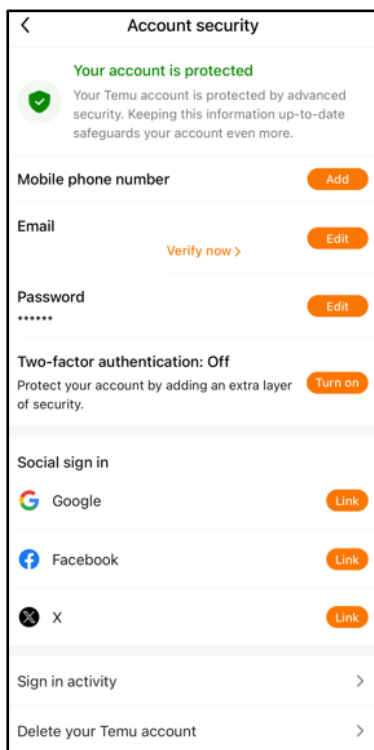 Account security
Your account is protected
Your Temu account is protected by advanced
security. Keeping this information up-to-date
safeguards your account even more.
Mobile phone number
Add
Email
Verify now >
Edit
Password
******
Edit
Two-factor authentication: Off
Protect your account by adding an extra layer
of security.
Turn on
Social sign in
Google
Link
Facebook
Link
X
Link
Sign in activity
Delete your Temu account